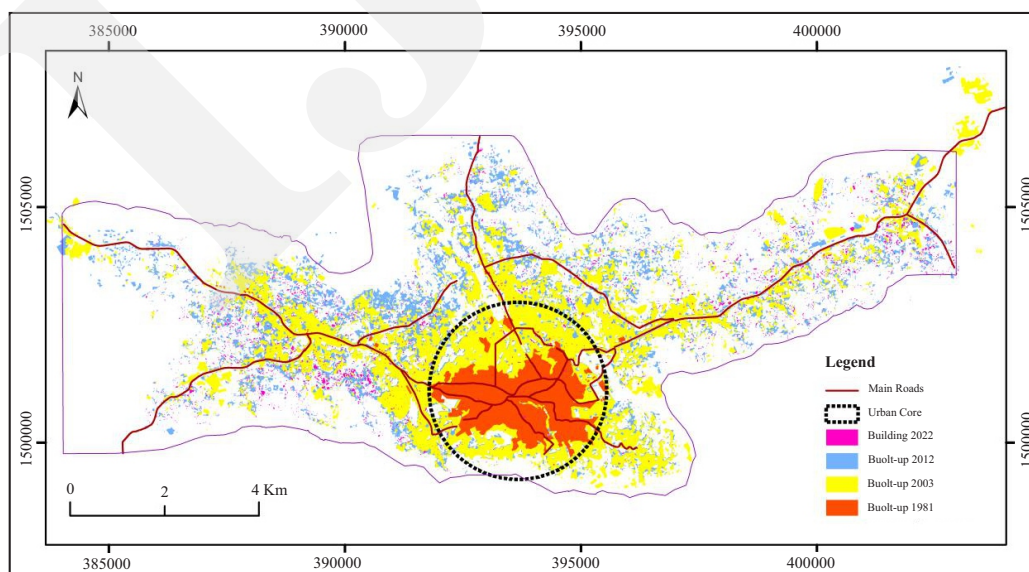 385000 390000 395000 400000
N
1505000
1505000
1500000
1500000
Legend
Main Roads
Urban Core
Building 2022
Buolt-up 2012
Buolt-up 2003
Buolt-up 1981
0 2 4 Km
385000 390000 395000 400000